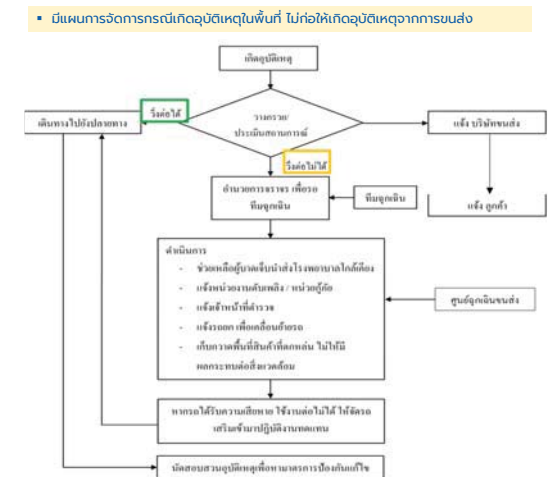 ▪ มีแผนการจัดการกรณีเกิดอุบัติเหตุในพื้นที่ ไม่ก่อให้เกิดอุบัติเหตุจากการขนส่ง
เกิดอุบัติเหตุ
วิ่งต่อได้
เดินทางไปยังปลายทาง
วางกรวย/
ประเมินสถานการณ์
แจ้ง บริษัทขนส่ง
วิ่งต่อไม่ได้
อำนวยการจราจร เพื่อรอ
ทีมฉุกเฉิน
ทีมฉุกเฉิน
แจ้ง ลูกค้า
ดำเนินการ
- ช่วยเหลือผู้บาดเจ็บนำส่งโรงพยาบาลใกล้เคียง
- แจ้งหน่วยงานดับเพลิง / หน่วยกู้ภัย
- แจ้งเจ้าหน้าที่ตำรวจ
- แจ้งรถยก เพื่อเคลื่อนย้ายรถ
- เก็บกวาดพื้นที่สินค้าที่ตกหล่น ไม่ให้มี
ผลกระทบต่อสิ่งแวดล้อม
ศูนย์ฉุกเฉินขนส่ง
หากรถได้รับความเสียหาย ใช้งานต่อไม่ได้ ให้จัดรถ
เสริมเข้ามาปฏิบัติงานทดแทน
นัดสอบสวนอุบัติเหตุเพื่อหามาตรการป้องกันแก้ไข